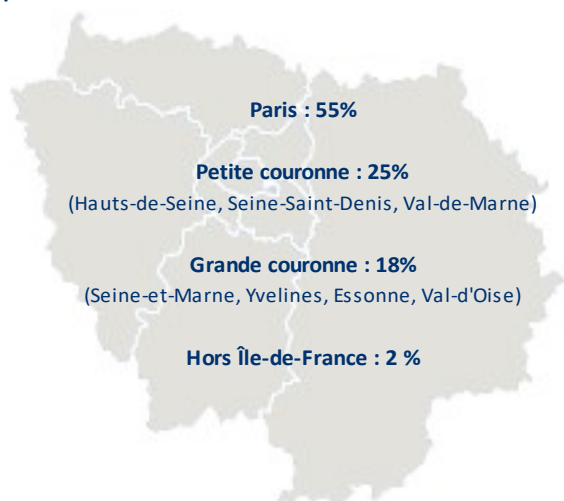 Paris : 55%
Petite couronne : 25%
(Hauts-de-Seine, Seine-Saint-Denis, Val-de-Marne)
Grande couronne : 18%
(Seine-et-Marne, Yvelines, Essonne, Val-d'Oise)
Hors Île-de-France : 2 %